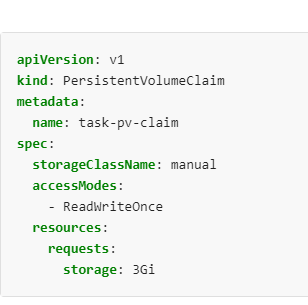 apiVersion: v1
kind: PersistentVolumeClaim
metadata:
  name: task-pv-claim
spec:
  storageClassName: manual
  accessModes:
    - ReadWriteOnce
  resources:
    requests:
      storage: 3Gi